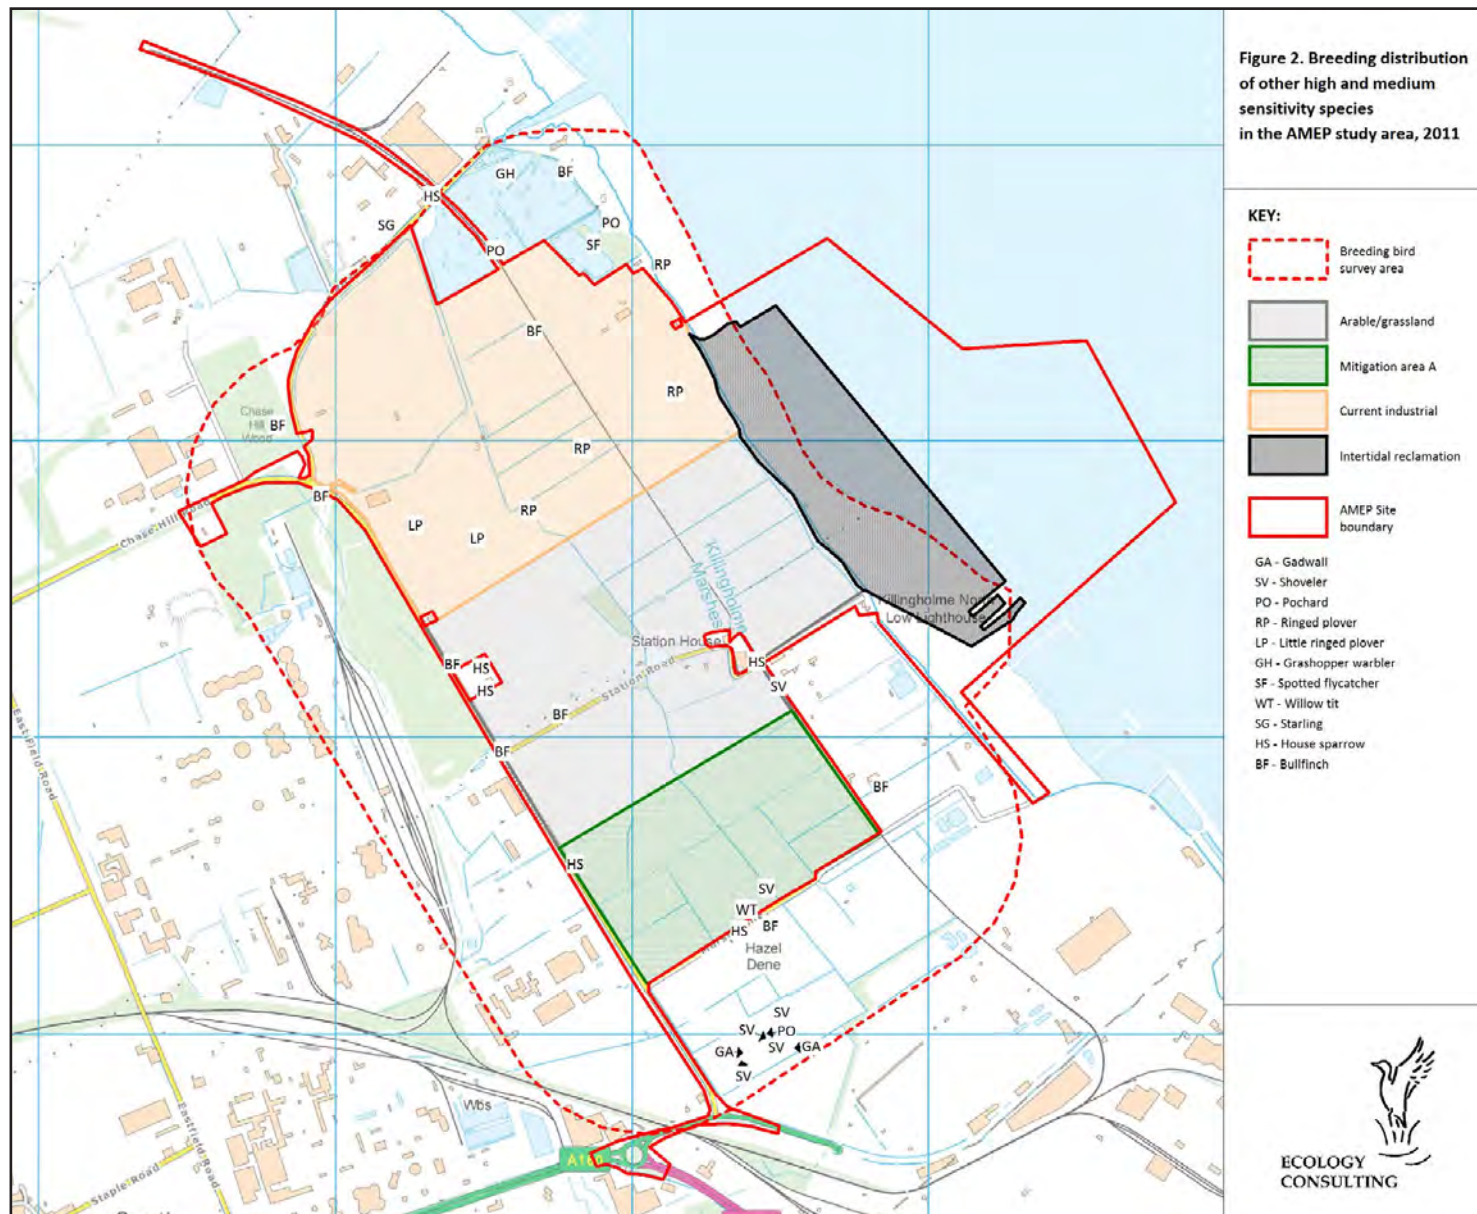 Figure 2. Breeding distribution
of other high and medium
sensitivity species
in the AMEP study area, 2011
KEY:
Breeding bird
survey area
Arable/grassland
Mitigation area A
Current industrial
Intertidal reclamation
AMEP Site
boundary
GA - Gadwall
SV - Shoveler
PO - Pochard
RP - Ringed plover
LP - Little ringed plover
GH - Grashopper warbler
SF - Spotted flycatcher
WT - Willow tit
SG - Starling
HS - House sparrow
BF - Bullfinch
ECOLOGY
CONSULTING
GH
BF
HS
SG
PO
PO
SF
RP
BF
RP
Chase
Hill
Wood
BF
RP
BF
Chase Hill Road
LP
RP
LP
Killingholme
Marshes
Killingholme
Low Lighthouse
Station House
Station Road
HS
BF
HS
HS
SV
BF
BF
East Field Road
BF
HS
SV
WT
HS
BF
Hazel
Dene
SV
SV
PO
SV
GA
GA
SV
Wks
Eastfield Road
Staple Road